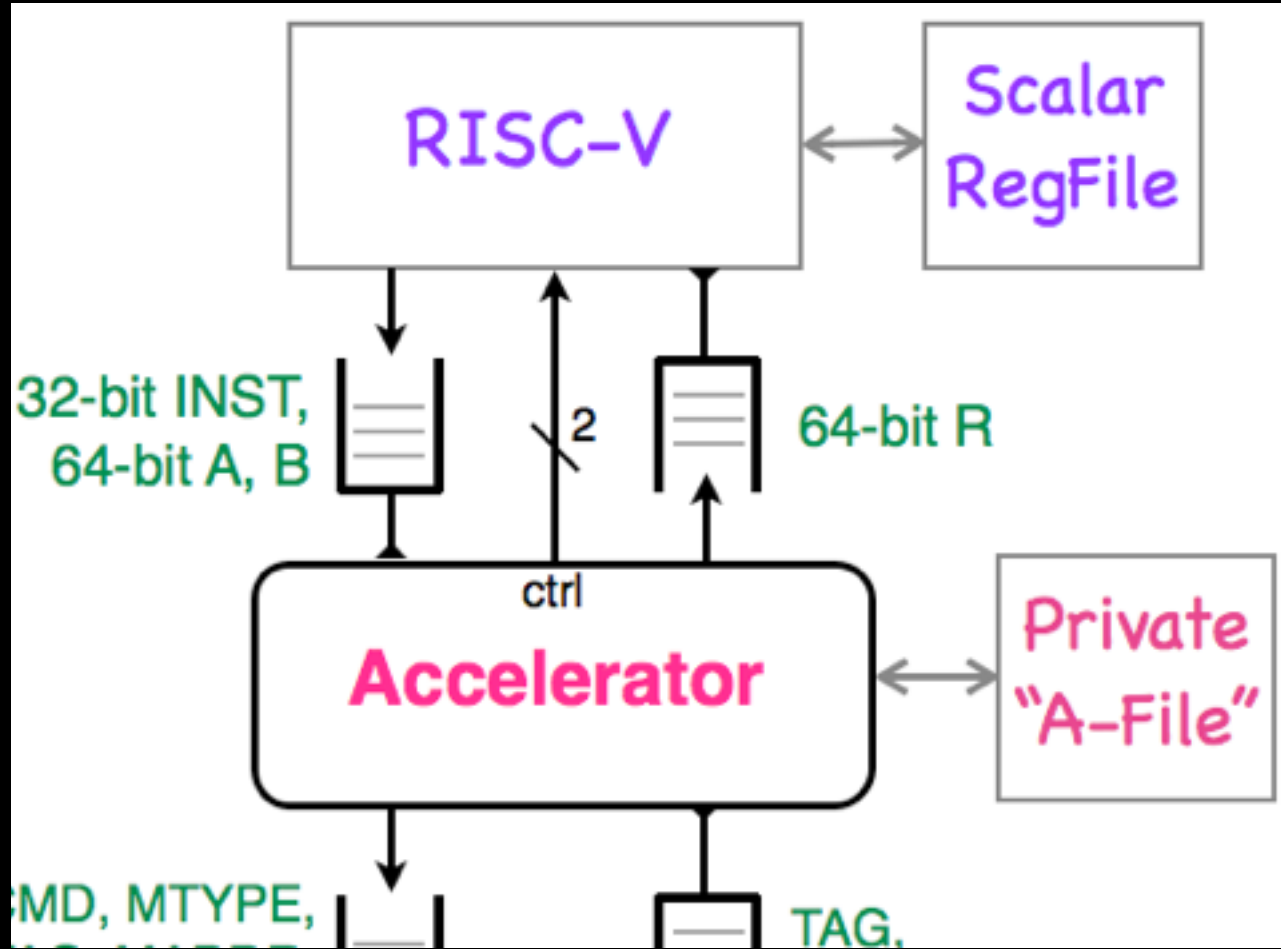 RISC-V
Scalar
RegFile
32-bit INST,
64-bit A, B
2
64-bit R
ctrl
Accelerator
Private
“A-File”
MTYPE,
TAG,